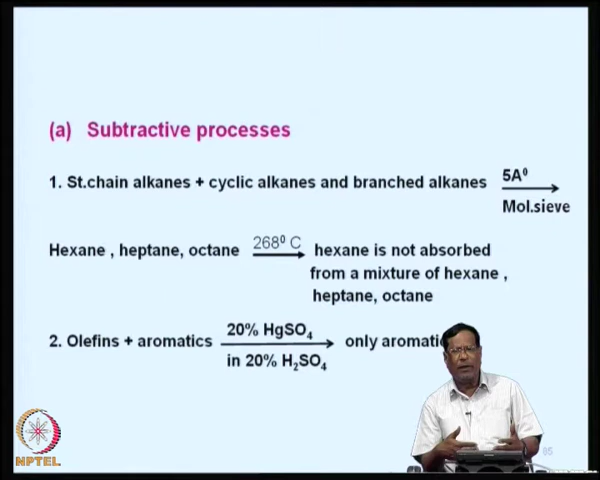 (a) Subtractive processes
1. St.chain alkanes + cyclic alkanes and branched alkanes 5A⁰
Mol.sieve
Hexane , heptane, octane 268⁰ C hexane is not absorbed
from a mixture of hexane ,
heptane, octane
2. Olefins + aromatics 20% HgSO₄ only
in 20% H₂SO₄
85
NPTEL